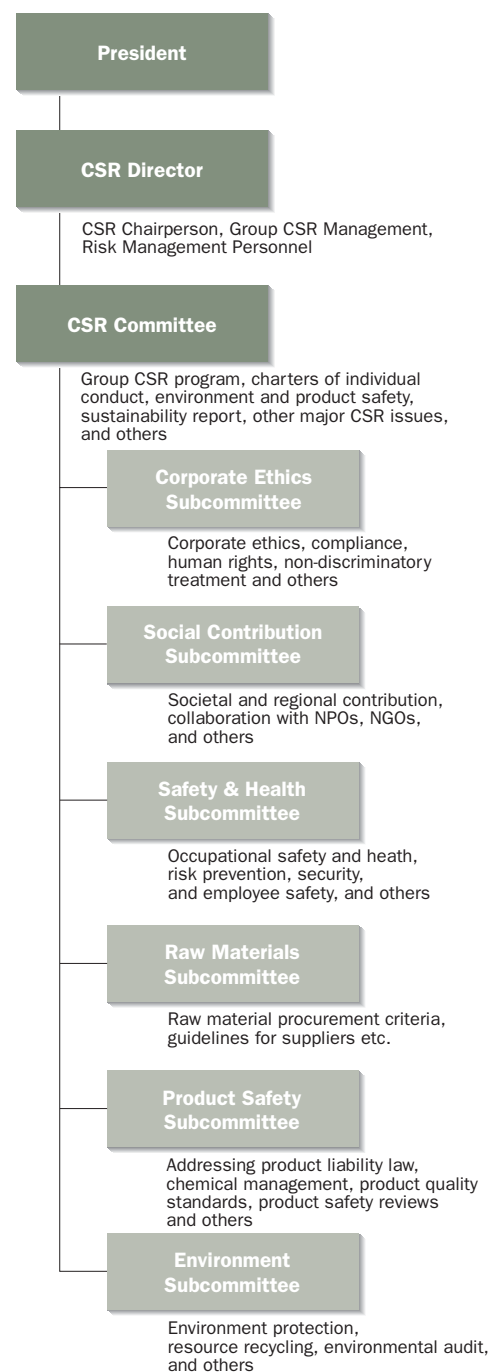 President
CSR Director
CSR Chairperson, Group CSR Management,
Risk Management Personnel
CSR Committee
Group CSR program, charters of individual
conduct, environment and product safety,
sustainability report, other major CSR issues,
and others
Corporate Ethics
Subcommittee
Corporate ethics, compliance,
human rights, non-discriminatory
treatment and others
Social Contribution
Subcommittee
Societal and regional contribution,
collaboration with NPOs, NGOs,
and others
Safety & Health
Subcommittee
Occupational safety and heath,
risk prevention, security,
and employee safety, and others
Raw Materials
Subcommittee
Raw material procurement criteria,
guidelines for suppliers etc.
Product Safety
Subcommittee
Addressing product liability law,
chemical management, product quality
standards, product safety reviews
and others
Environment
Subcommittee
Environment protection,
resource recycling, environmental audit,
and others